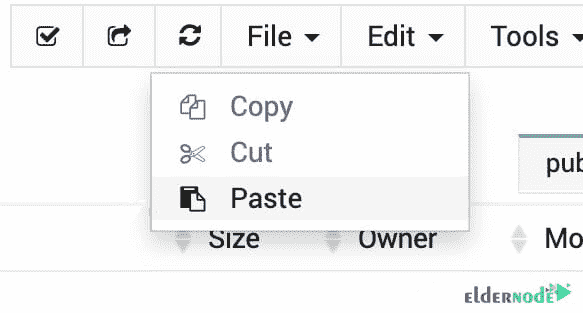 File Edit Tools
Copy
Cut
Paste
pub
Size Owner Mo
ELDERNODE